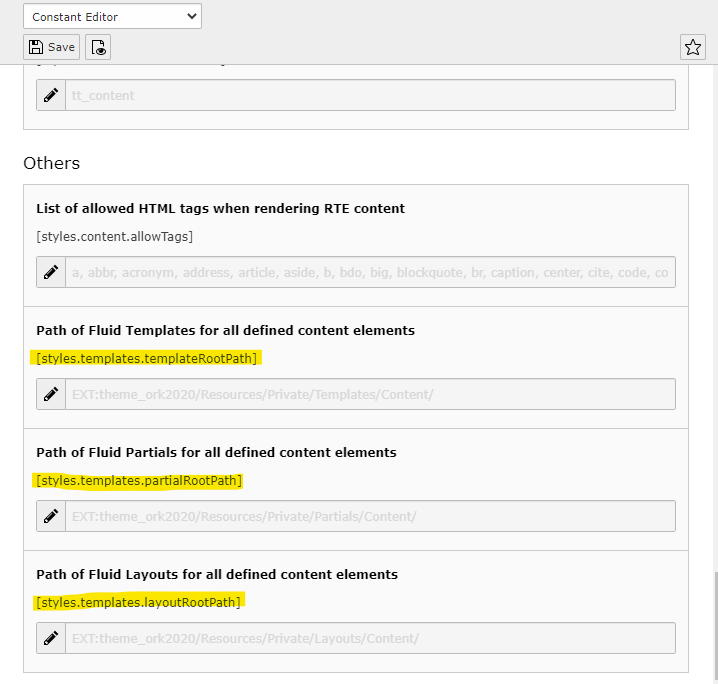 Constant Editor
Save
tt_content
Others
List of allowed HTML tags when rendering RTE content
[styles.content.allowTags]
a, abbr, acronym, address, article, aside, b, bdo, big, blockquote, br, caption, center, cite, code, co
Path of Fluid Templates for all defined content elements
[styles.templates.templateRootPath]
EXT:theme_ork2020/Resources/Private/Templates/Content/
Path of Fluid Partials for all defined content elements
[styles.templates.partialRootPath]
EXT:theme_ork2020/Resources/Private/Partials/Content/
Path of Fluid Layouts for all defined content elements
[styles.templates.layoutRootPath]
EXT:theme_ork2020/Resources/Private/Layouts/Content/